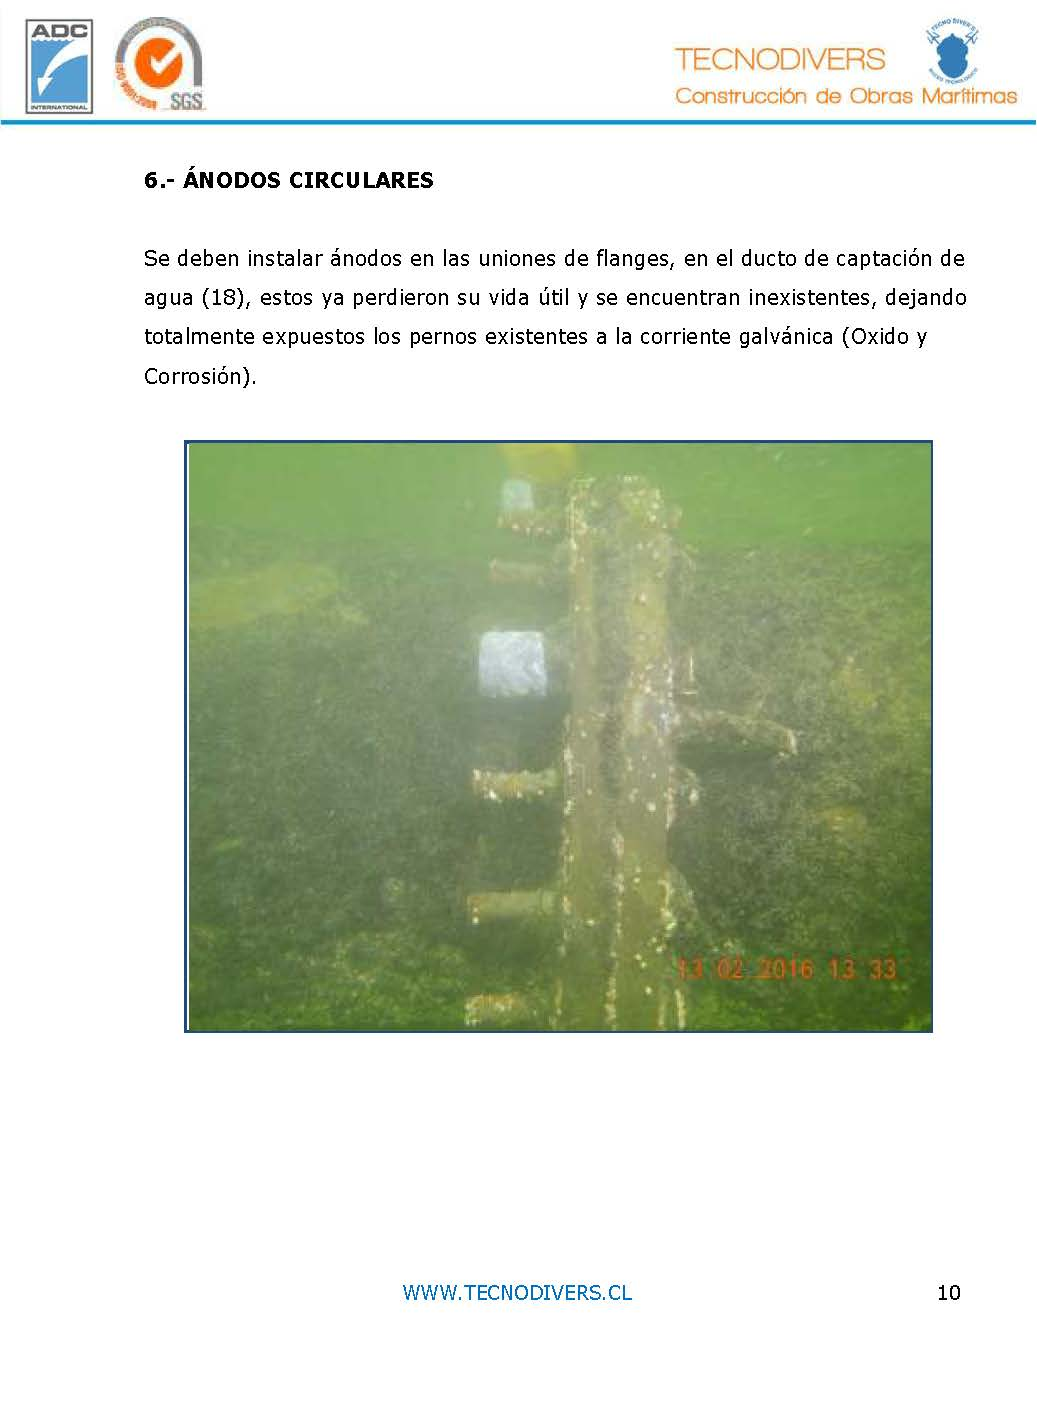 ADC
INTERNATIONAL
SGS
TECNODIVERS
Construcción de Obras Marítimas
6.- ÁNODOS CIRCULARES
Se deben instalar ánodos en las uniones de flanges, en el ducto de captación de
agua (18), estos ya perdieron su vida útil y se encuentran inexistentes, dejando
totalmente expuestos los pernos existentes a la corriente galvánica (Oxido y
Corrosión).
13 02 2016 13 33
WWW.TECNODIVERS.CL 10